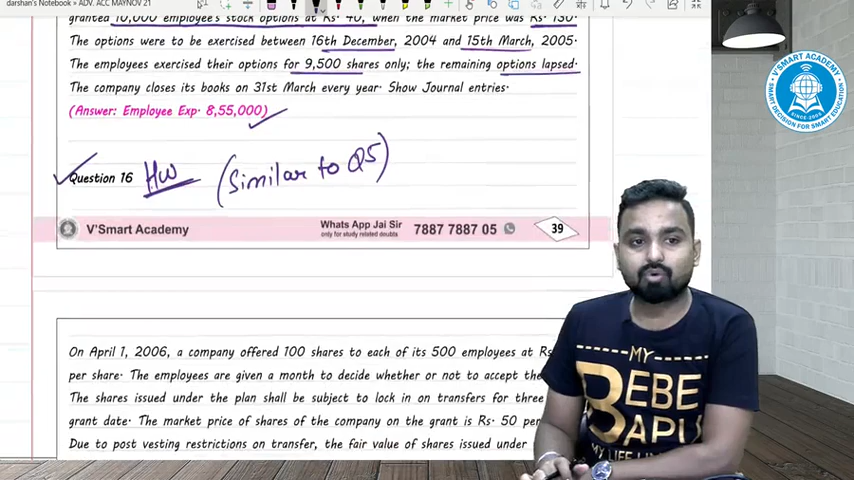 darshan's Notebook » ADV. ACC MAYNOV 21
granted 10,000 employee's stock options at Rs· 40, when the market price was Rs· 130·
The options were to be exercised between 16th December, 2004 and 15th March, 2005·
The employees exercised their options for 9,500 shares only; the remaining options lapsed·
The company closes its books on 31st March every year· Show Journal entries·
(Answer: Employee Exp· 8,55,000)
Question 16 HW (Similar to Q5)
V'Smart Academy
Whats App Jai Sir
only for study related doubts
7887 7887 05
39
On April 1, 2006, a company offered 100 shares to each of its 500 employees at Rs
per share· The employees are given a month to decide whether or not to accept the
The shares issued under the plan shall be subject to lock in on transfers for three
grant date· The market price of shares of the company on the grant is Rs· 50 per
Due to post vesting restrictions on transfer, the fair value of shares issued under
V'SMART ACADEMY
SMART DECISION FOR SMART EDUCATION
SINCE-2005
MY
BEBE
BAPU
MY LIFE